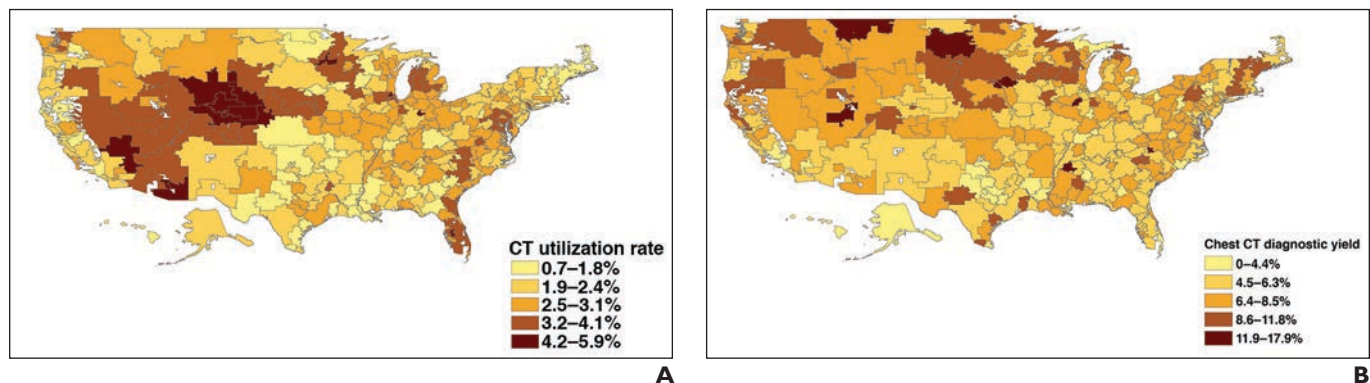 CT utilization rate
0.7–1.8%
1.9–2.4%
2.5–3.1%
3.2–4.1%
4.2–5.9%
A
Chest CT diagnostic yield
0–4.4%
4.5–6.3%
6.4–8.5%
8.6–11.8%
11.9–17.9%
B